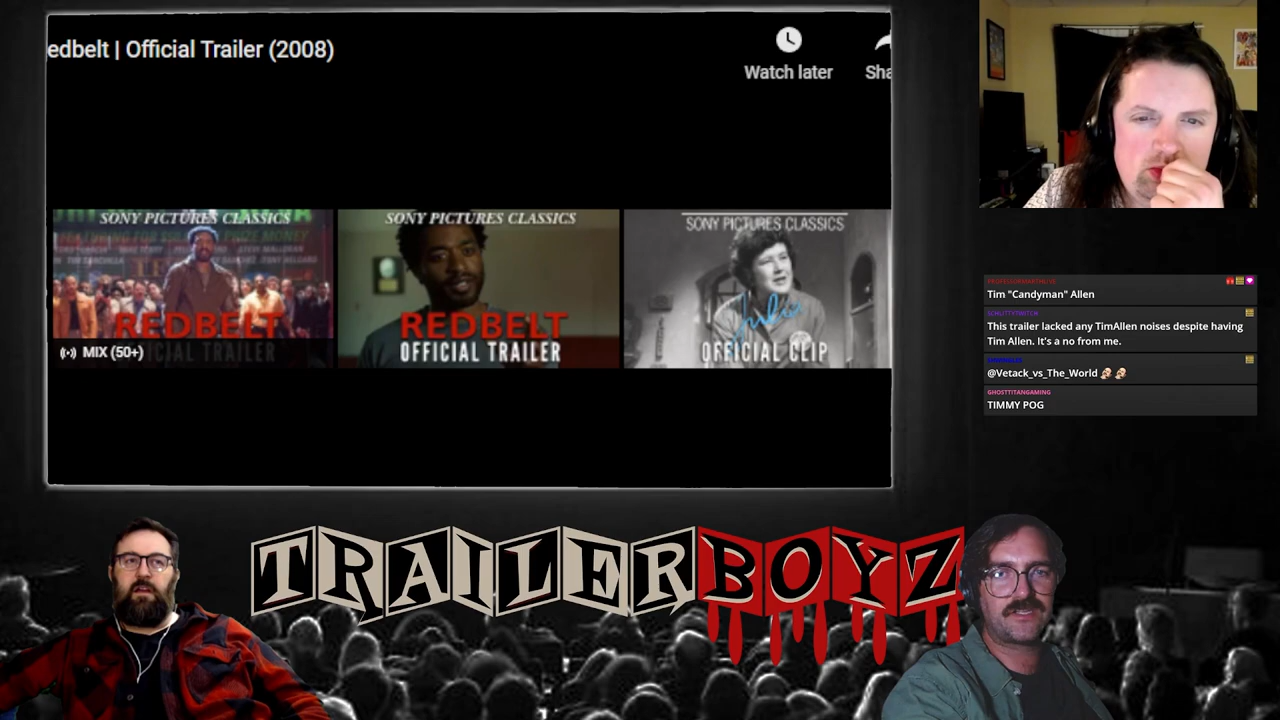 edbelt | Official Trailer (2008)
Watch later
Sha
SONY PICTURES CLASSICS
REDBELT
MIX (50+)
SONY PICTURES CLASSICS
REDBELT
OFFICIAL TRAILER
SONY PICTURES CLASSICS
Julia
OFFICIAL CLIP
Tim "Candyman" Allen
This trailer lacked any TimAllen noises despite having
Tim Allen. It's a no from me.
@Vetack_vs_The_World
GHOSTTITANGAMING
TIMMY POG
TRAILERBOYZ